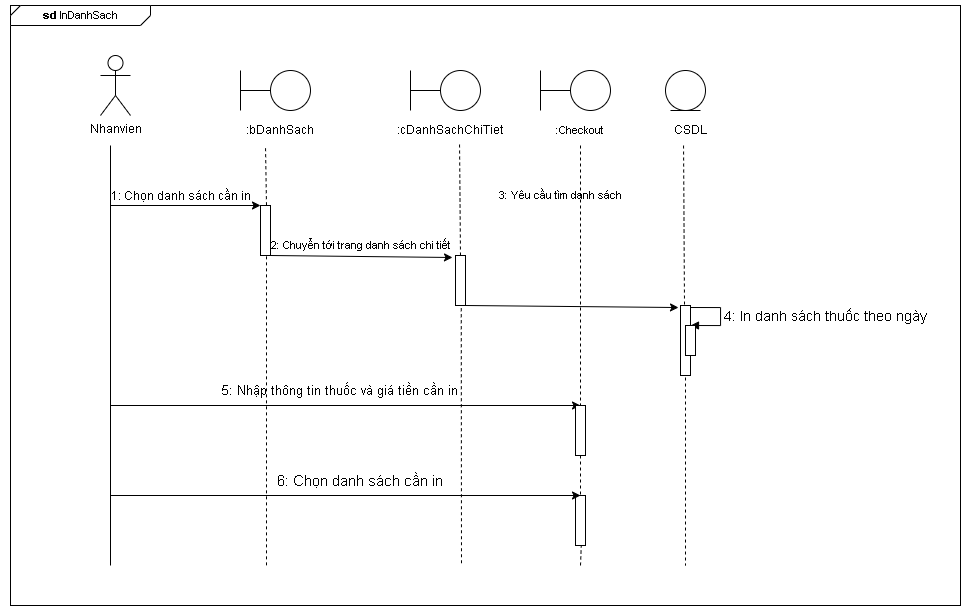 sd InDanhSach
Nhanvien
:bDanhSach
:cDanhSachChiTiet
:Checkout
CSDL
1: Chọn danh sách cần in
3: Yêu cầu tìm danh sách
2: Chuyển tới trang danh sách chi tiết
4: In danh sách thuốc theo ngày
5: Nhập thông tin thuốc và giá tiền cần in
6: Chọn danh sách cần in